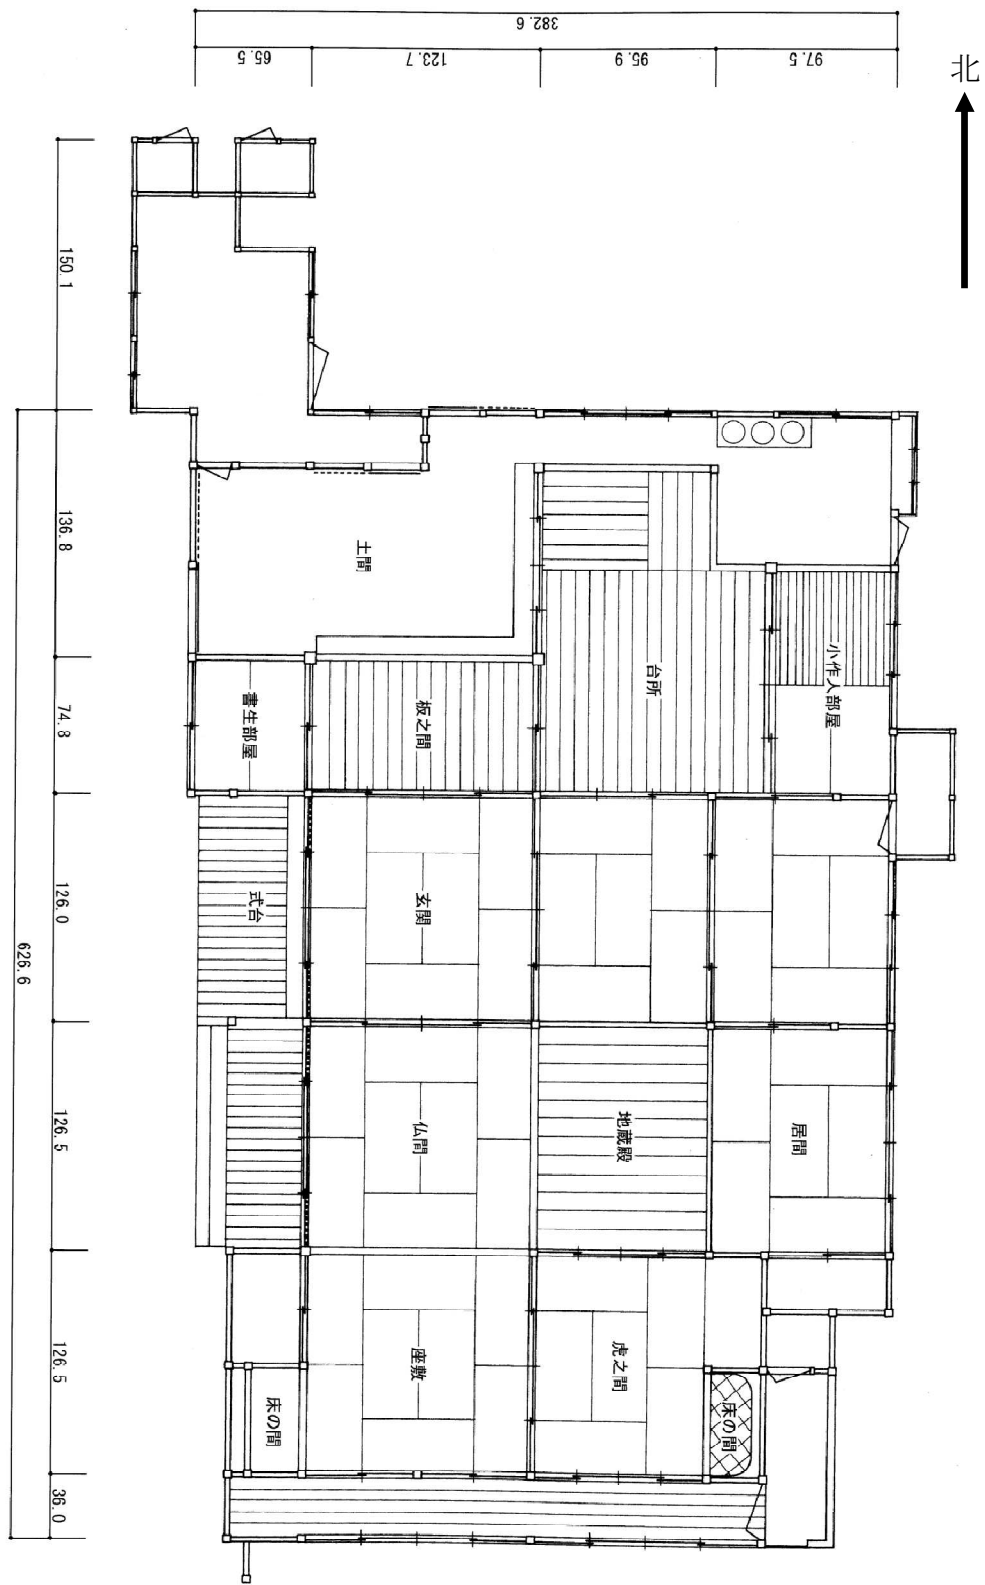 382.6
65.5
123.7
95.9
97.5
北
150.1
136.8
74.8
126.0
126.5
126.5
36.0
626.6
土間
台所
小作人部屋
書生部屋
板之間
式台
玄関
仏間
地蔵殿
居間
座敷
虎之間
床の間
床の間